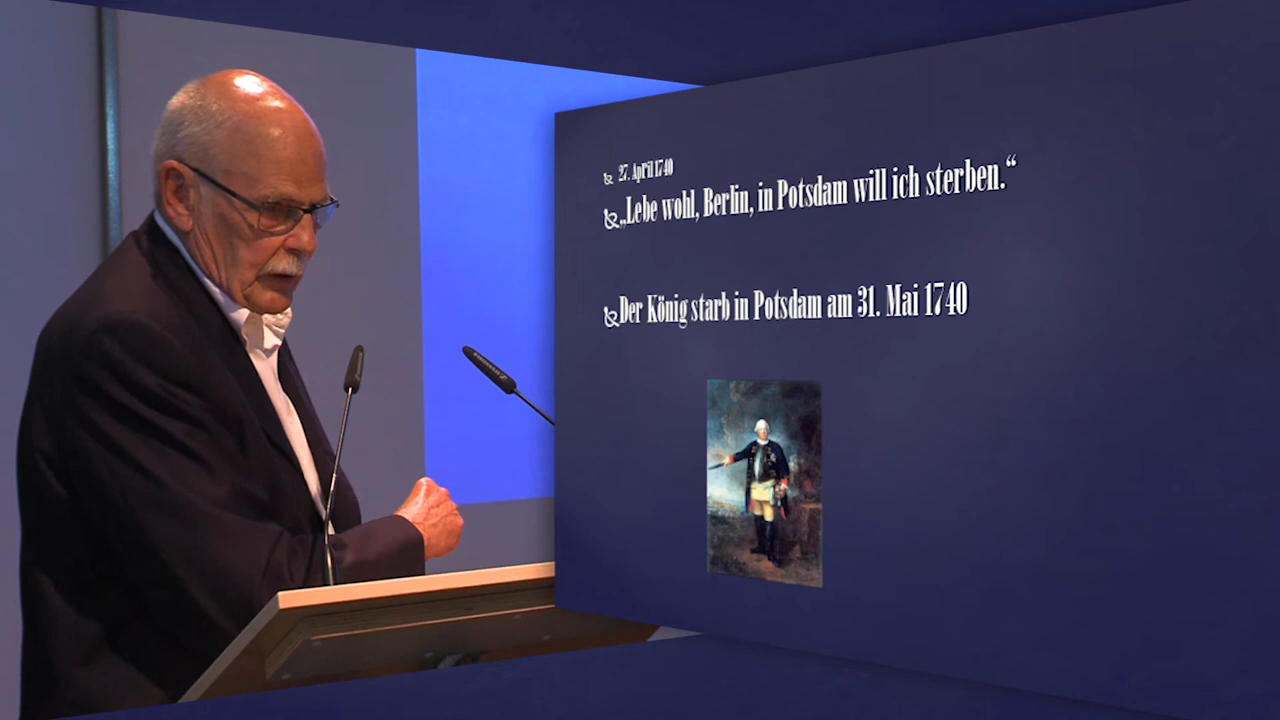 27. April 1740
„Lebe wohl, Berlin, in Potsdam will ich sterben.“
Der König starb in Potsdam am 31. Mai 1740